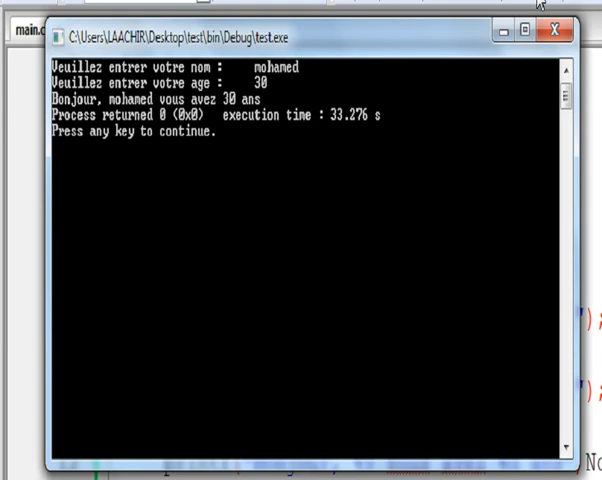 main.c
C:\Users\LAACHIR\Desktop\test\bin\Debug\test.exe
Veuillez entrer votre nom :    mohamed
Veuillez entrer votre age :    30
Bonjour, mohamed vous avez 30 ans
Process returned 0 (0x0)   execution time : 33.276 s
Press any key to continue.
");
");